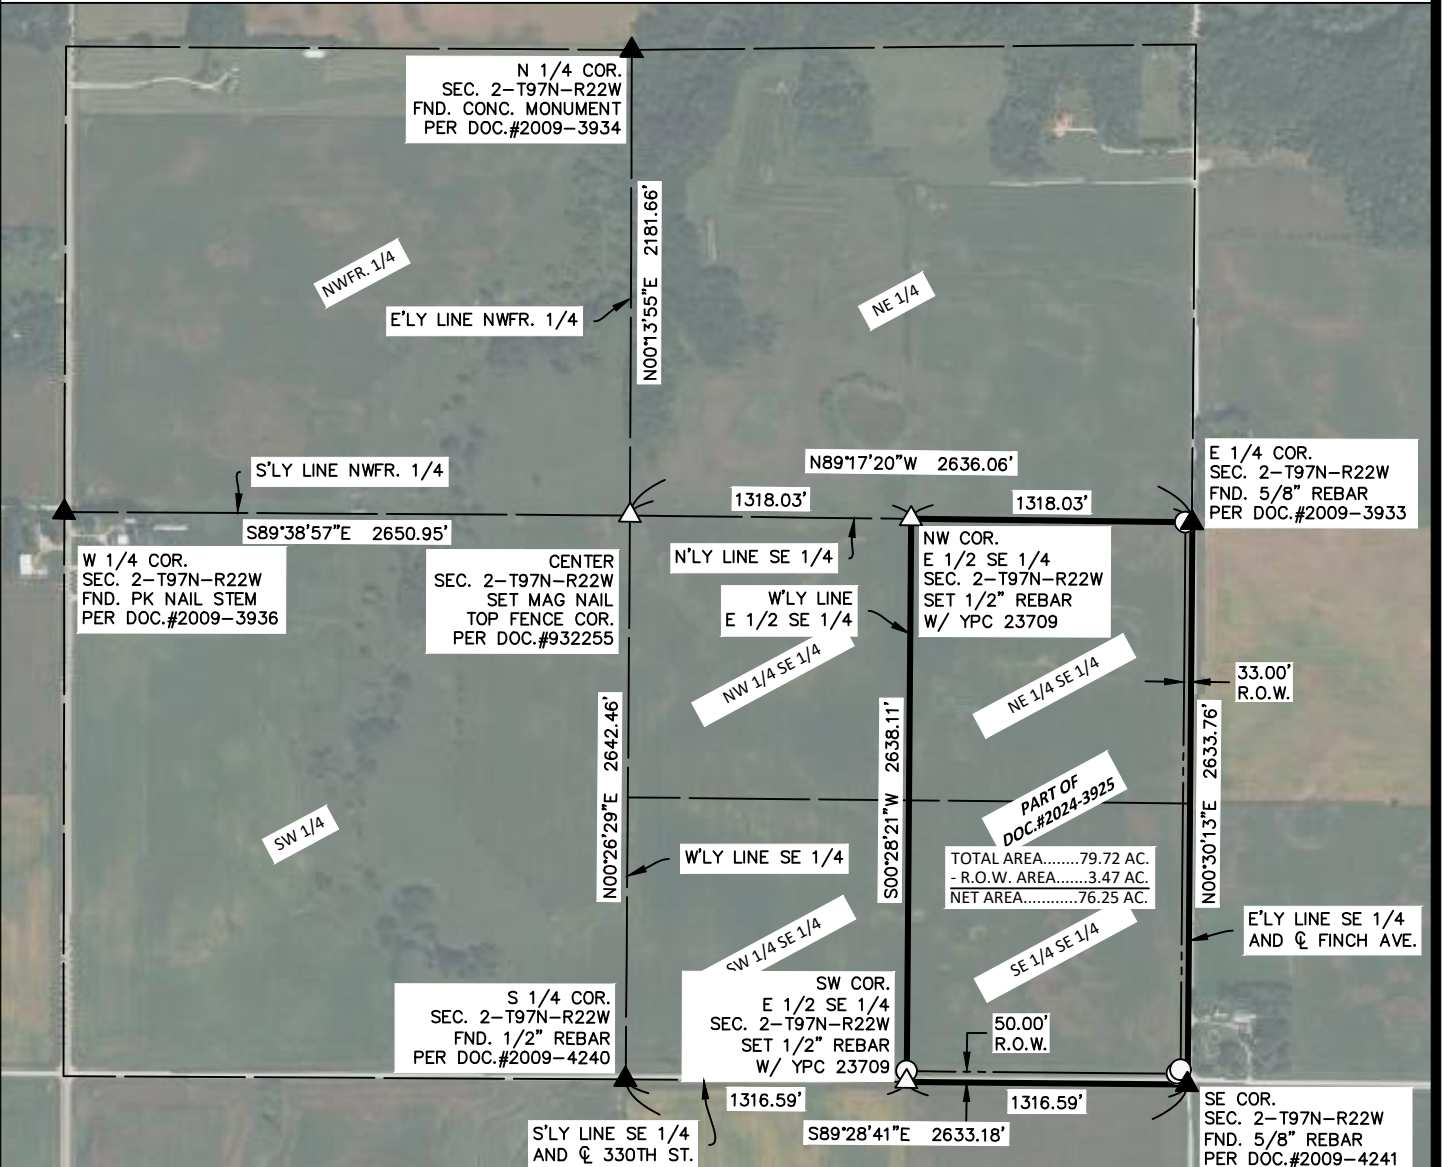 N 1/4 COR.
SEC. 2-T97N-R22W
FND. CONC. MONUMENT
PER DOC.#2009-3934
N00°13'55"E 2181.66'
NWFR. 1/4
NE 1/4
E'LY LINE NWFR. 1/4
S'LY LINE NWFR. 1/4
S89°38'57"E 2650.95'
N89°17'20"W 2636.06'
1318.03'
1318.03'
E 1/4 COR.
SEC. 2-T97N-R22W
FND. 5/8" REBAR
PER DOC.#2009-3933
W 1/4 COR.
SEC. 2-T97N-R22W
FND. PK NAIL STEM
PER DOC.#2009-3936
CENTER
SEC. 2-T97N-R22W
SET MAG NAIL
TOP FENCE COR.
PER DOC.#932255
N'LY LINE SE 1/4
W'LY LINE
E 1/2 SE 1/4
NW COR.
E 1/2 SE 1/4
SEC. 2-T97N-R22W
SET 1/2" REBAR
W/ YPC 23709
NW 1/4 SE 1/4
NE 1/4 SE 1/4
33.00'
R.O.W.
N00°26'29"E 2642.46'
S00°28'21"W 2638.11'
N00°30'13"E 2633.76'
PART OF
DOC.#2024-3925
TOTAL AREA........79.72 AC.
- R.O.W. AREA.......3.47 AC.
NET AREA............76.25 AC.
SW 1/4
W'LY LINE SE 1/4
E'LY LINE SE 1/4
AND ℄ FINCH AVE.
SW 1/4 SE 1/4
SE 1/4 SE 1/4
S 1/4 COR.
SEC. 2-T97N-R22W
FND. 1/2" REBAR
PER DOC.#2009-4240
SW COR.
E 1/2 SE 1/4
SEC. 2-T97N-R22W
SET 1/2" REBAR
W/ YPC 23709
50.00'
R.O.W.
1316.59'
1316.59'
S89°28'41"E 2633.18'
S'LY LINE SE 1/4
AND ℄ 330TH ST.
SE COR.
SEC. 2-T97N-R22W
FND. 5/8" REBAR
PER DOC.#2009-4241